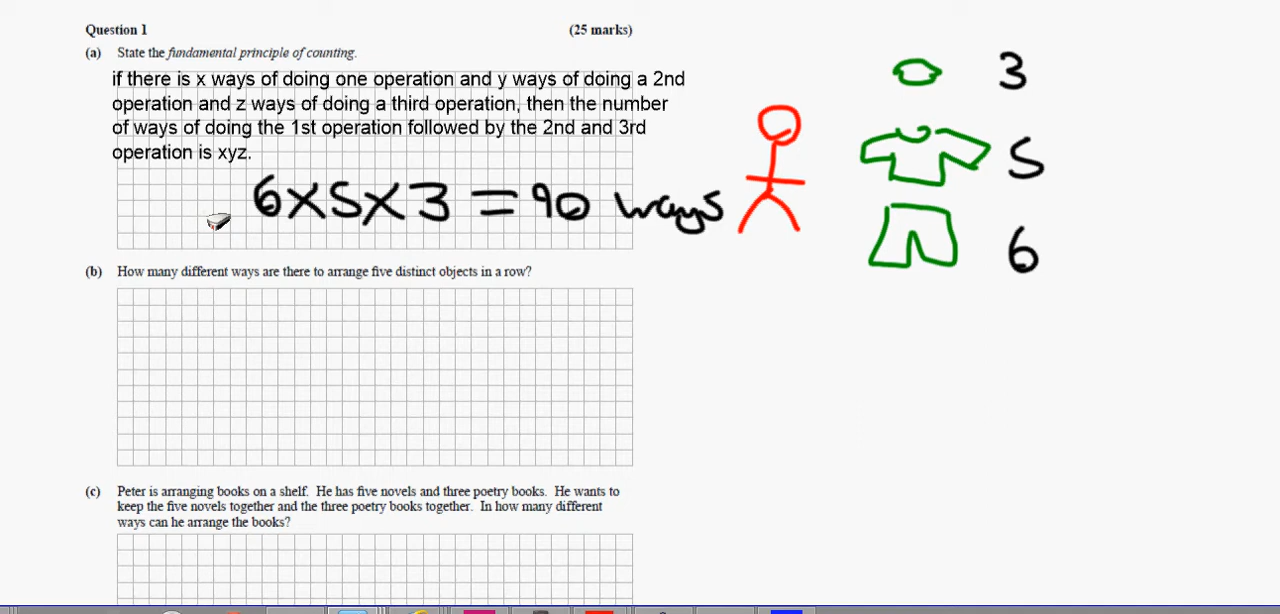 Question 1 (25 marks)
(a) State the fundamental principle of counting.
if there is x ways of doing one operation and y ways of doing a 2nd
operation and z ways of doing a third operation, then the number
of ways of doing the 1st operation followed by the 2nd and 3rd
operation is xyz.
6 x 5 x 3 = 90 ways
3
5
6
(b) How many different ways are there to arrange five distinct objects in a row?
(c) Peter is arranging books on a shelf. He has five novels and three poetry books. He wants to
keep the five novels together and the three poetry books together. In how many different
ways can he arrange the books?